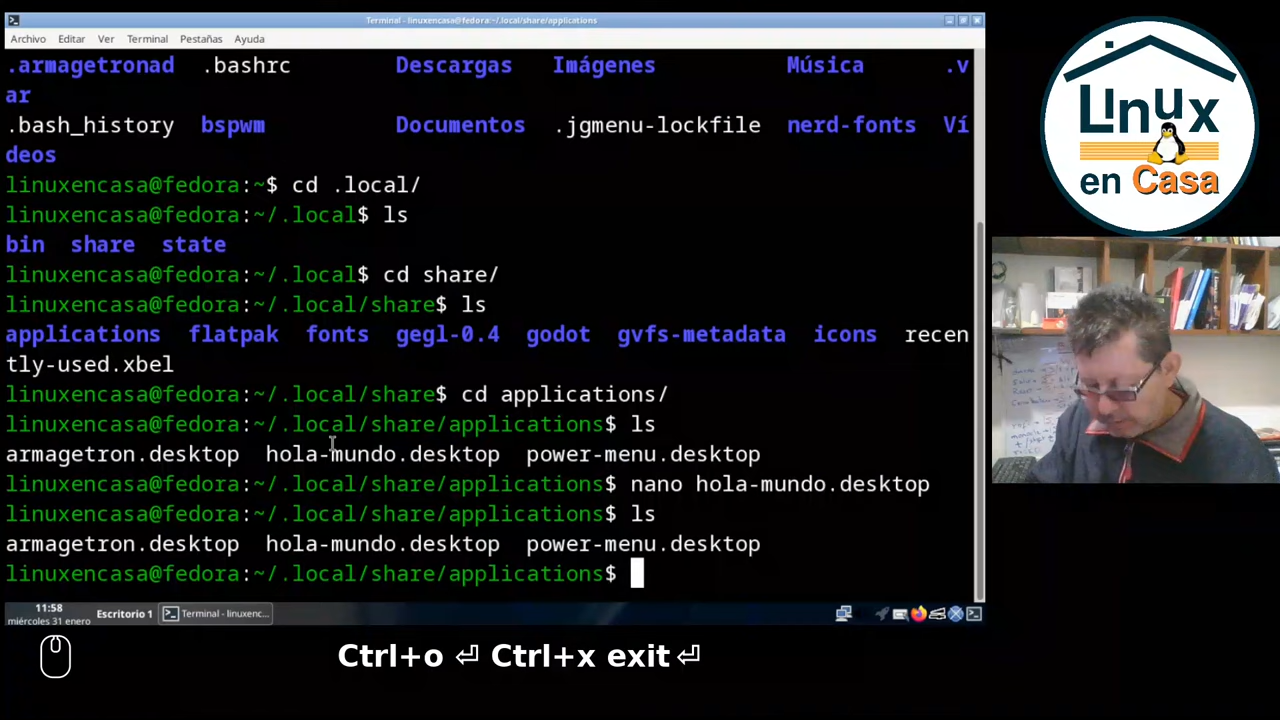 Terminal - linuxencasa@fedora:~/.local/share/applications
Archivo Editar Ver Terminal Pestañas Ayuda
.armagetronad .bashrc Descargas Imágenes Música .v
ar
.bash_history bspwm Documentos .jgmenu-lockfile nerd-fonts Ví
deos
linuxencasa@fedora:~$ cd .local/
linuxencasa@fedora:~/.local$ ls
bin share state
linuxencasa@fedora:~/.local$ cd share/
linuxencasa@fedora:~/.local/share$ ls
applications flatpak fonts gegl-0.4 godot gvfs-metadata icons recen
tly-used.xbel
linuxencasa@fedora:~/.local/share$ cd applications/
linuxencasa@fedora:~/.local/share/applications$ ls
armagetron.desktop hola-mundo.desktop power-menu.desktop
linuxencasa@fedora:~/.local/share/applications$ nano hola-mundo.desktop
linuxencasa@fedora:~/.local/share/applications$ ls
armagetron.desktop hola-mundo.desktop power-menu.desktop
linuxencasa@fedora:~/.local/share/applications$
11:58
miércoles 31 enero
Escritorio 1
Terminal - linuxenc...
Ctrl+o ⏎ Ctrl+x exit⏎
Linux
en Casa